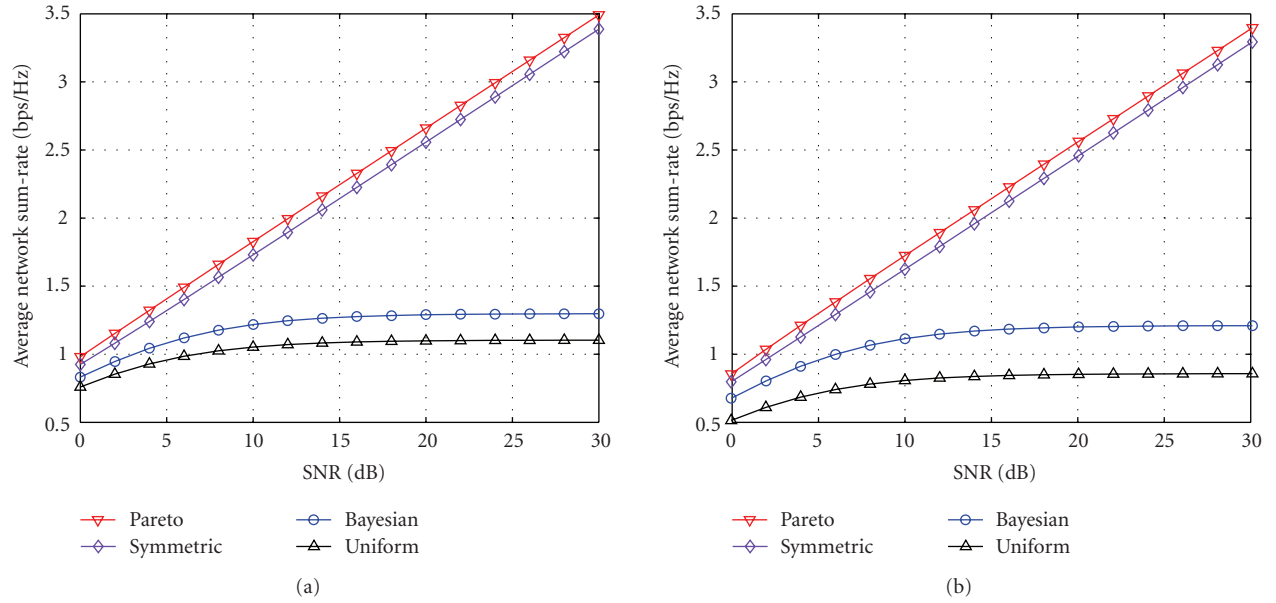 3.5
3
2.5
2
1.5
1
0.5
Average network sum-rate (bps/Hz)
0 5 10 15 20 25 30
SNR (dB)
Pareto
Symmetric
Bayesian
Uniform
(a)
3.5
3
2.5
2
1.5
1
0.5
Average network sum-rate (bps/Hz)
0 5 10 15 20 25 30
SNR (dB)
Pareto
Symmetric
Bayesian
Uniform
(b)